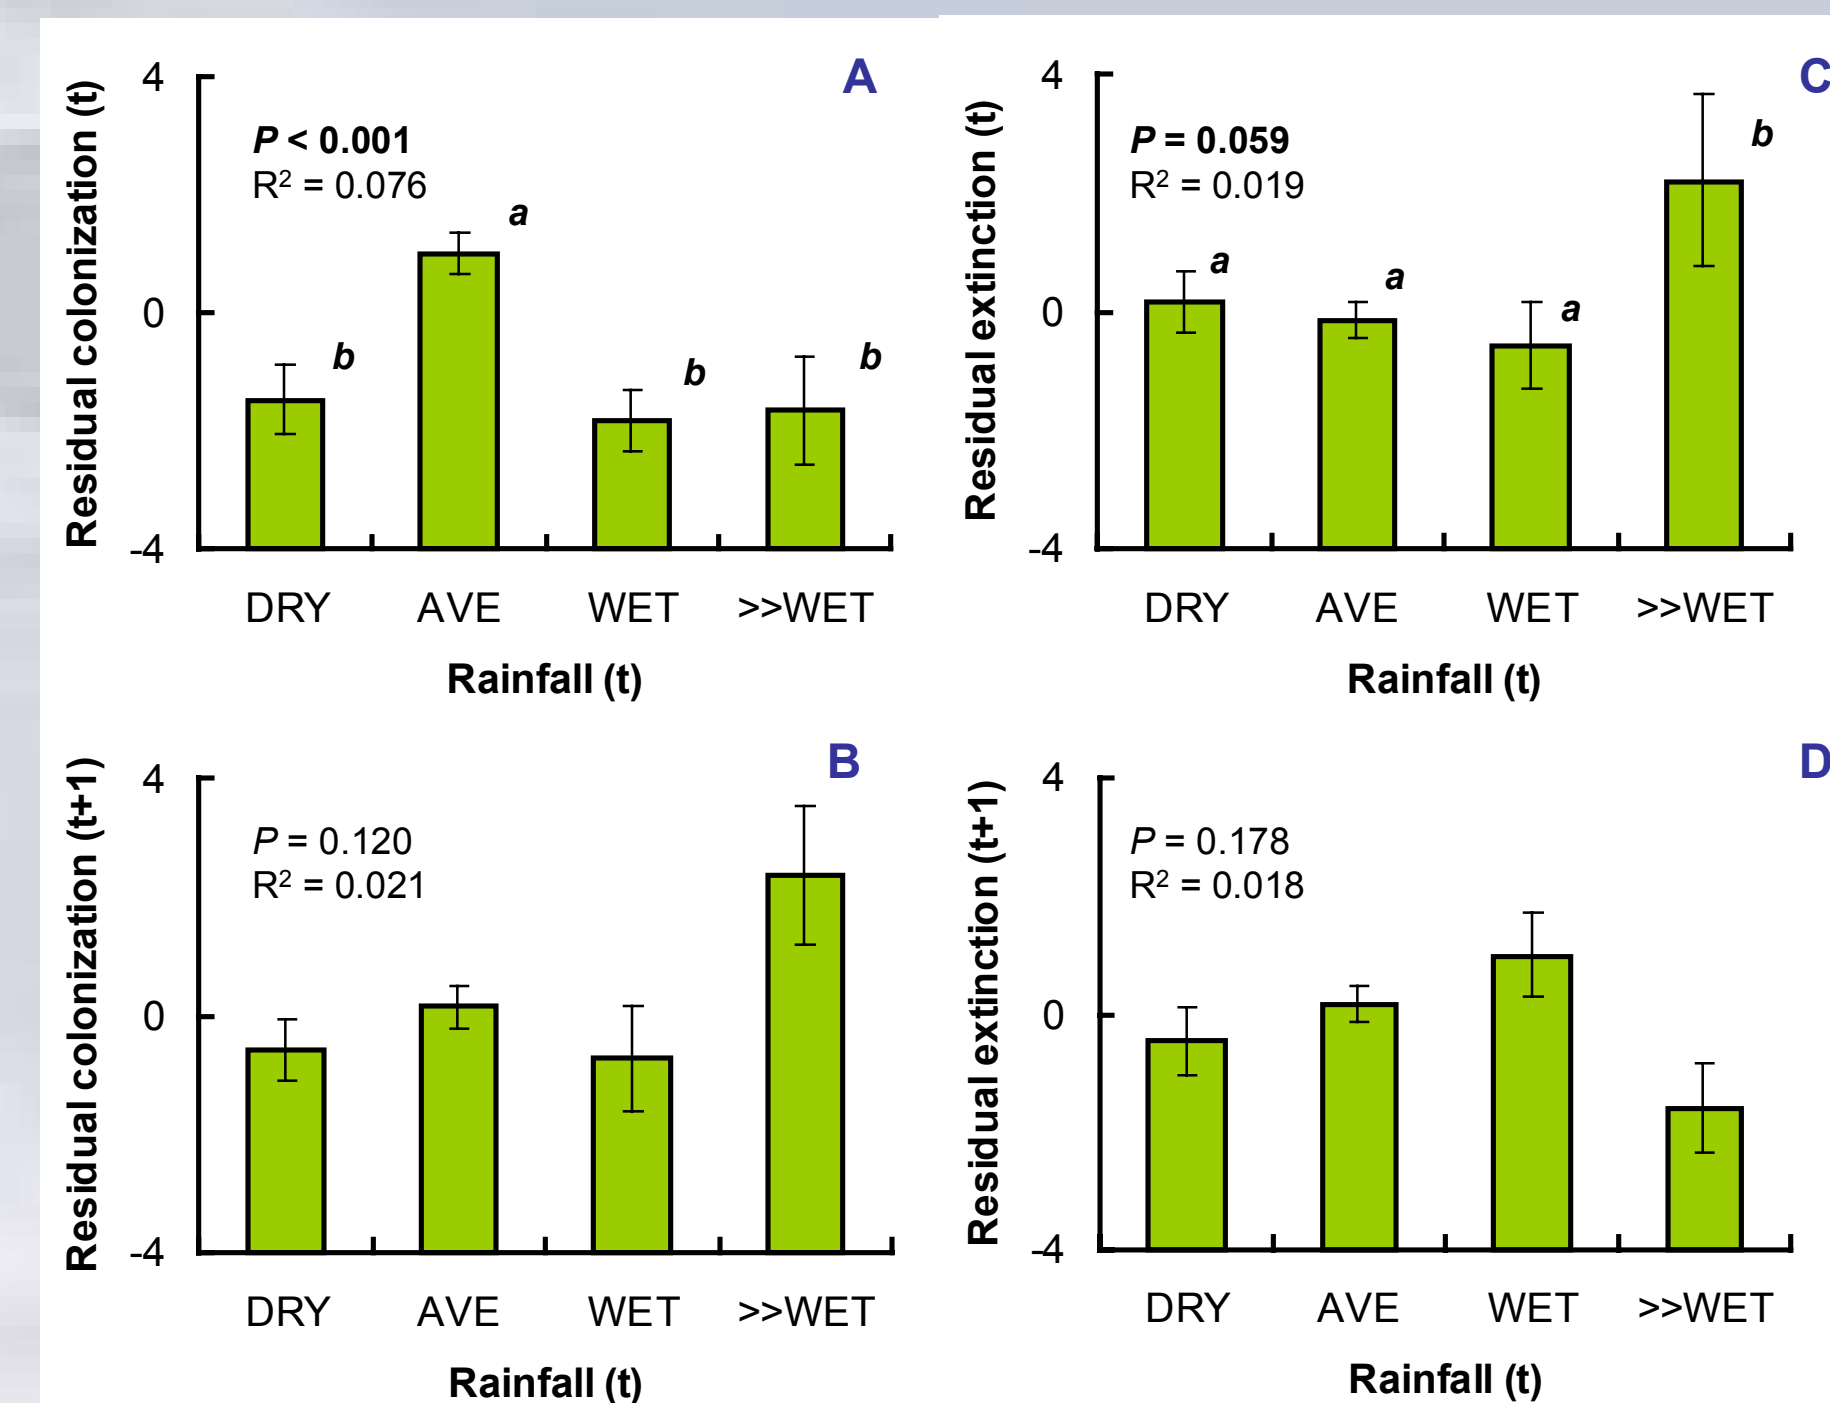 A
4
0
-4
Residual colonization (t)
P < 0.001
R² = 0.076
b
a
b
b
DRY AVE WET >>WET
Rainfall (t)
C
4
0
-4
Residual extinction (t)
P = 0.059
R² = 0.019
a
a
a
b
DRY AVE WET >>WET
Rainfall (t)
B
4
0
-4
Residual colonization (t+1)
P = 0.120
R² = 0.021
DRY AVE WET >>WET
Rainfall (t)
D
4
0
-4
Residual extinction (t+1)
P = 0.178
R² = 0.018
DRY AVE WET >>WET
Rainfall (t)